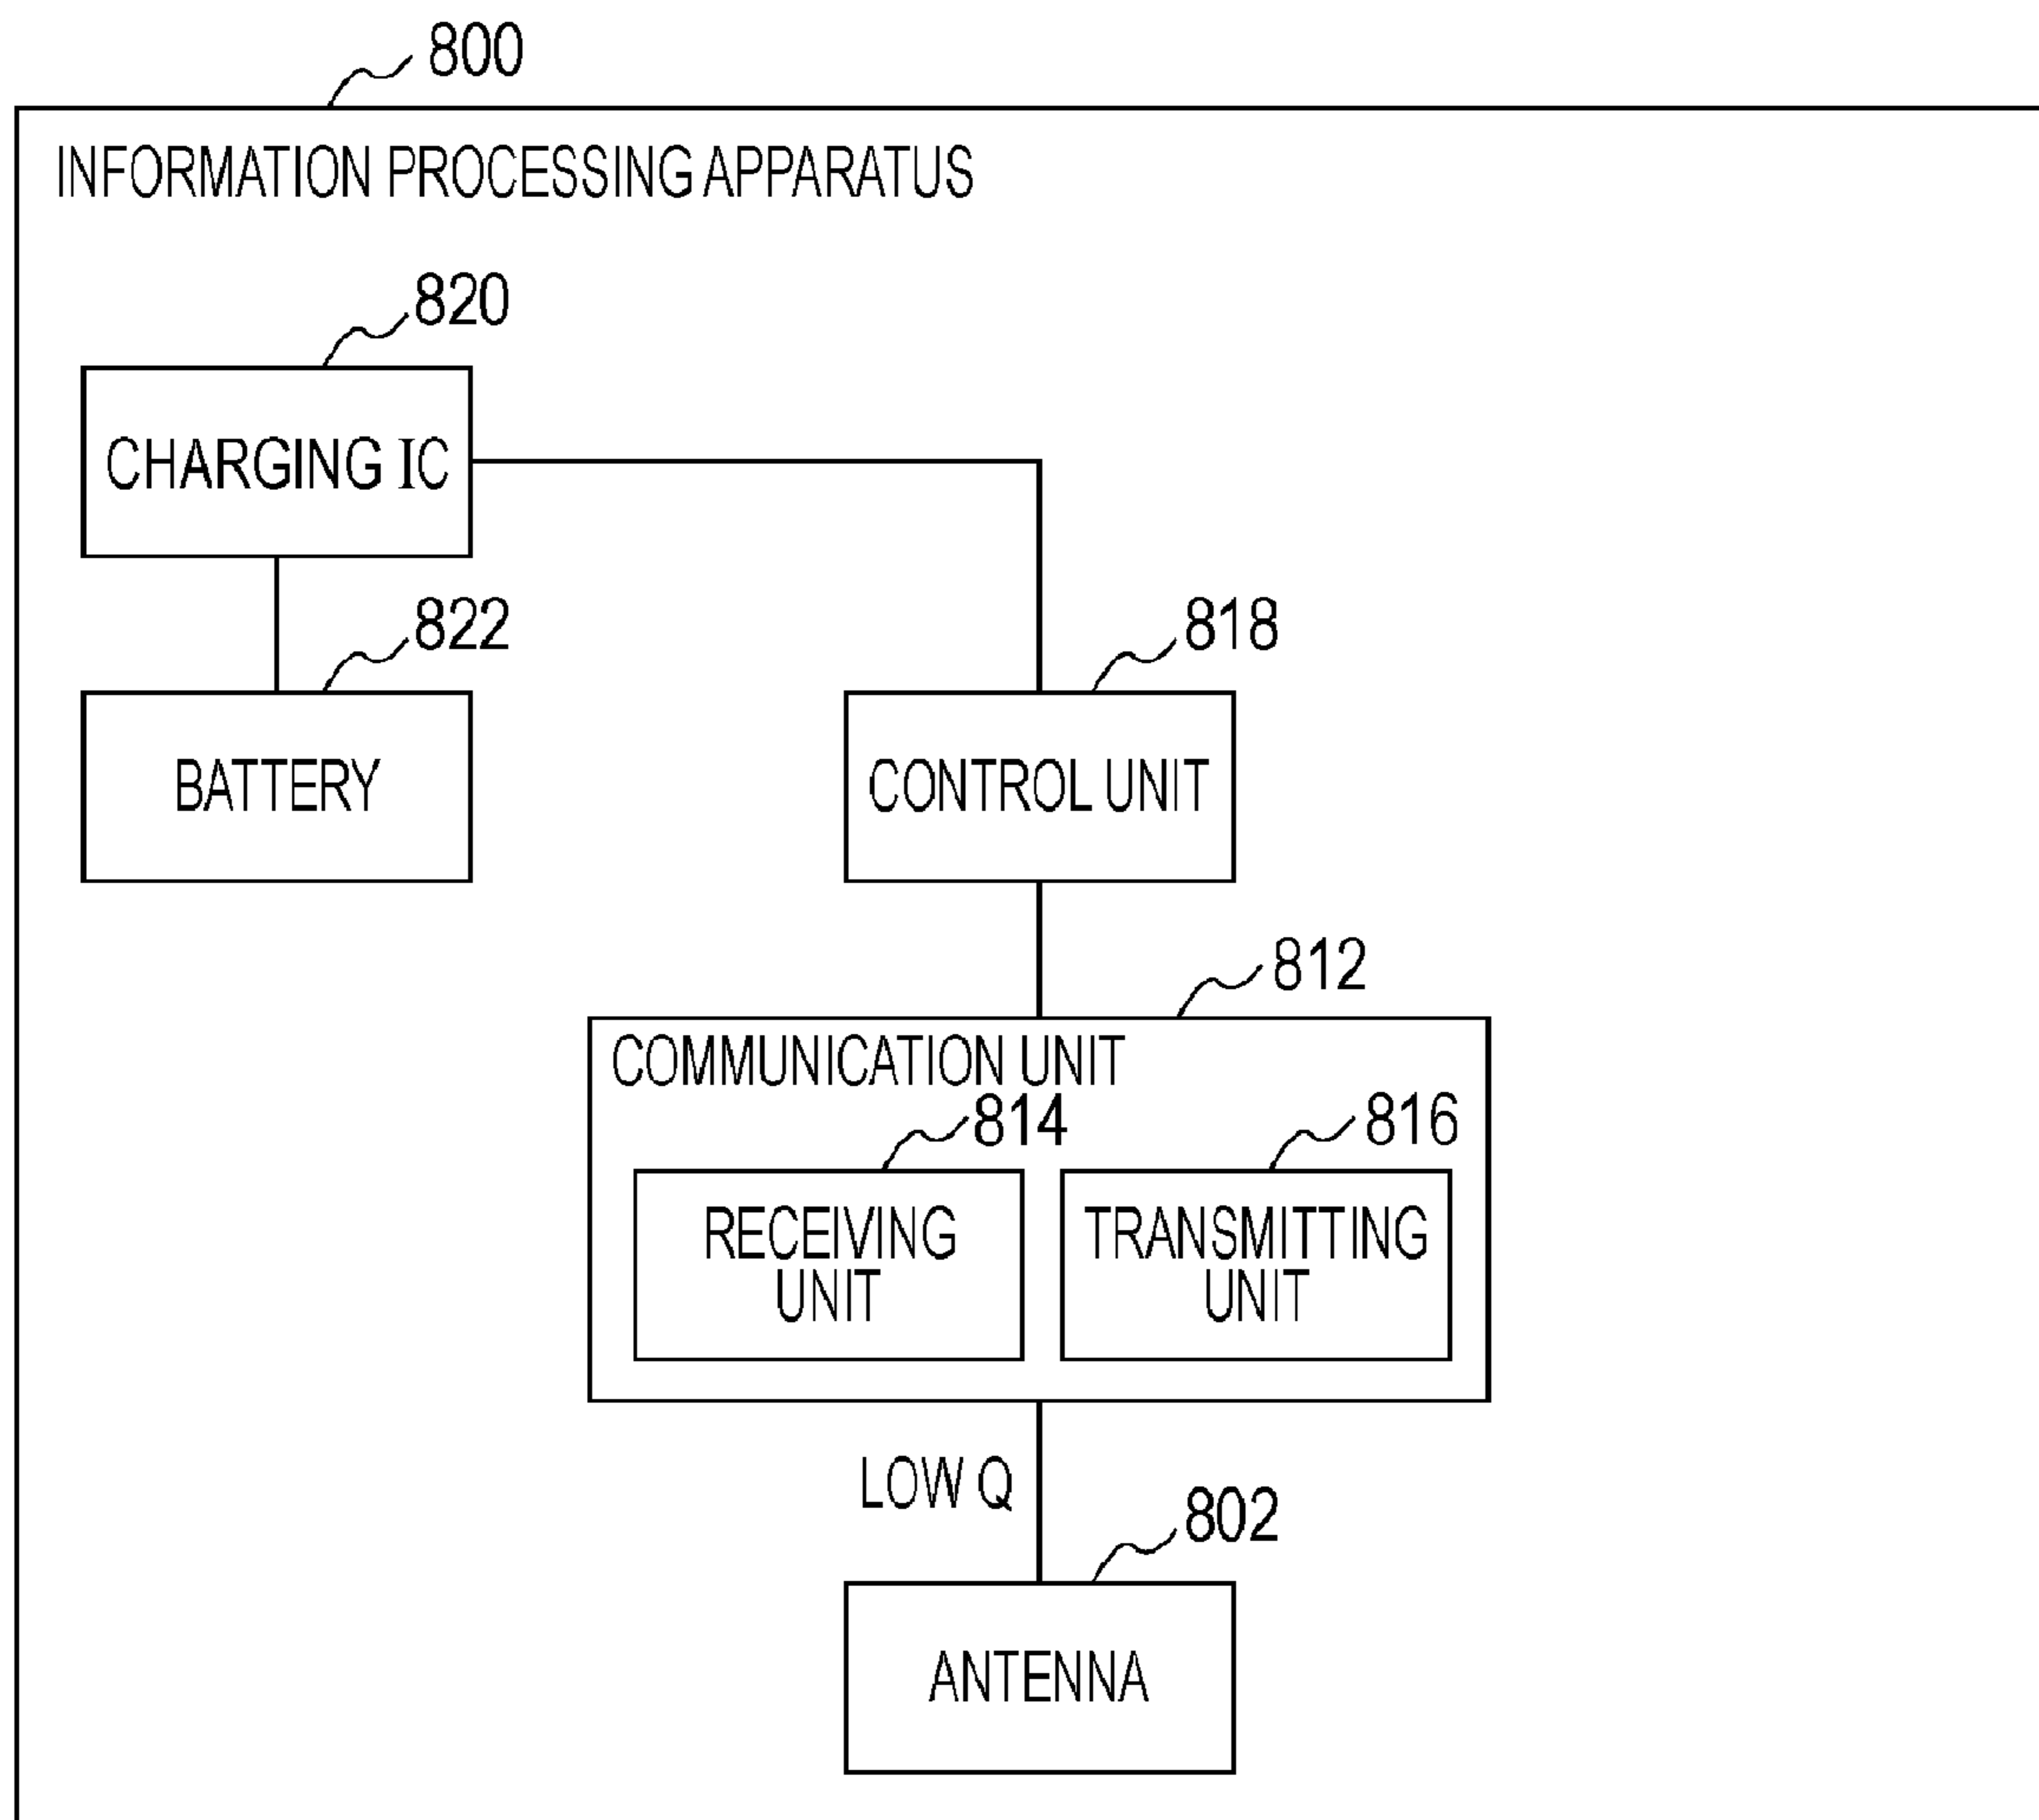 800
INFORMATION PROCESSING APPARATUS
820
CHARGING IC
822
BATTERY
818
CONTROL UNIT
812
COMMUNICATION UNIT
814
RECEIVING
UNIT
816
TRANSMITTING
UNIT
LOW Q
802
ANTENNA